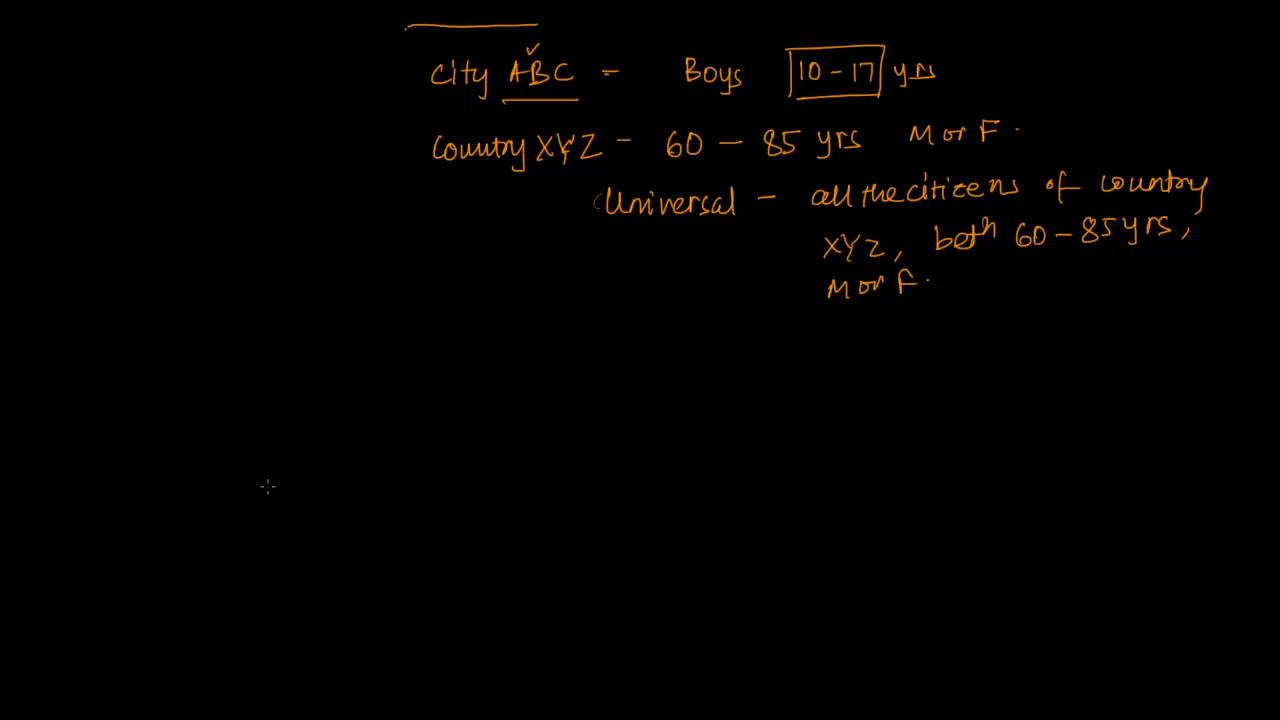 City ABC = Boys 10 - 17 yrs
Country XYZ - 60 - 85 yrs M or F.
Universal - all the citizens of country
XYZ, both 60 - 85 yrs,
M or F.